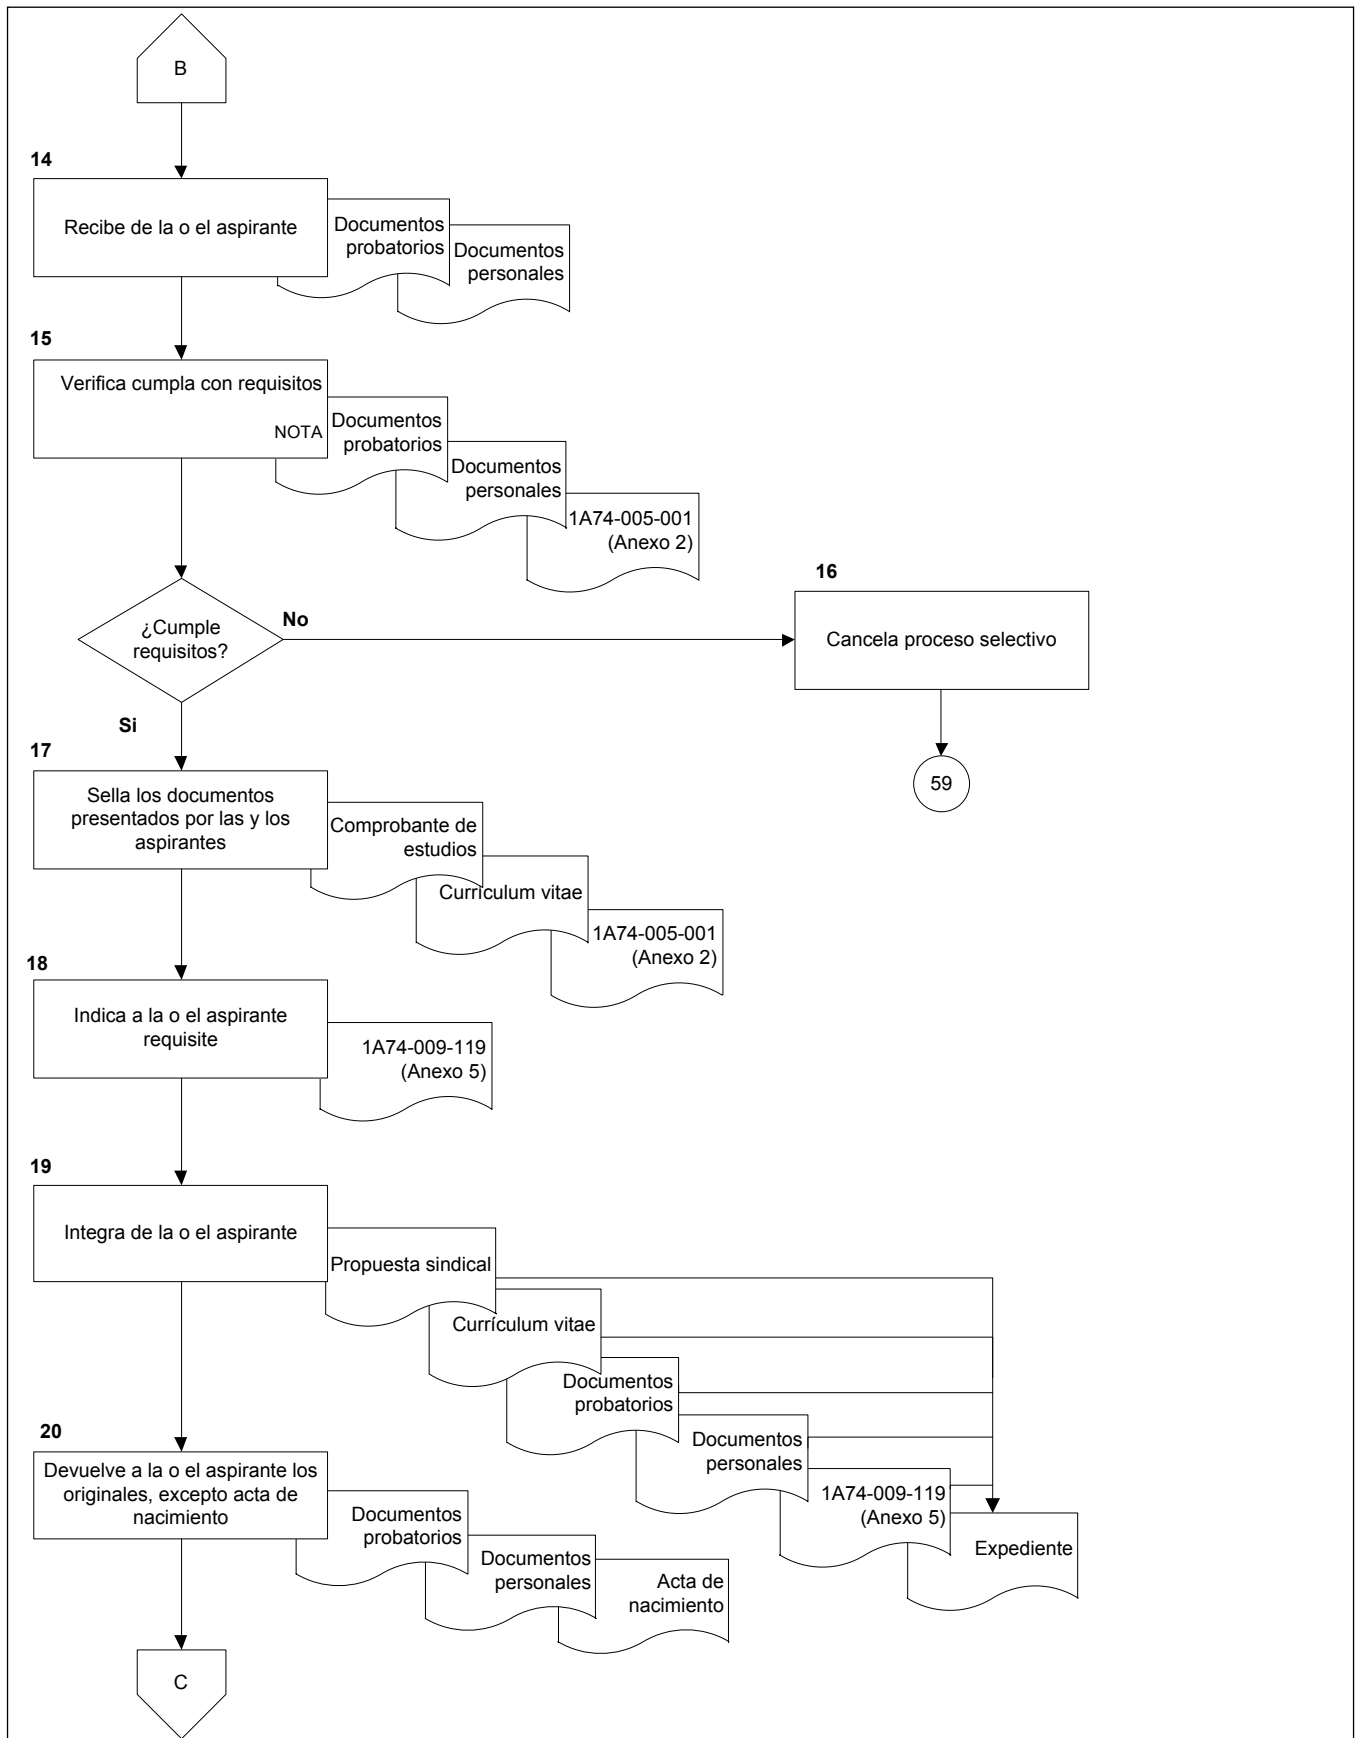 B
14
Recibe de la o el aspirante
Documentos
probatorios
Documentos
personales
15
Verifica cumpla con requisitos
NOTA
Documentos
probatorios
Documentos
personales
1A74-005-001
(Anexo 2)
¿Cumple
requisitos?
No
16
Cancela proceso selectivo
59
Si
17
Sella los documentos
presentados por las y los
aspirantes
Comprobante de
estudios
Currículum vitae
1A74-005-001
(Anexo 2)
18
Indica a la o el aspirante
requisite
1A74-009-119
(Anexo 5)
19
Integra de la o el aspirante
Propuesta sindical
Currículum vitae
Documentos
probatorios
Documentos
personales
1A74-009-119
(Anexo 5)
Expediente
20
Devuelve a la o el aspirante los
originales, excepto acta de
nacimiento
Documentos
probatorios
Documentos
personales
Acta de
nacimiento
C